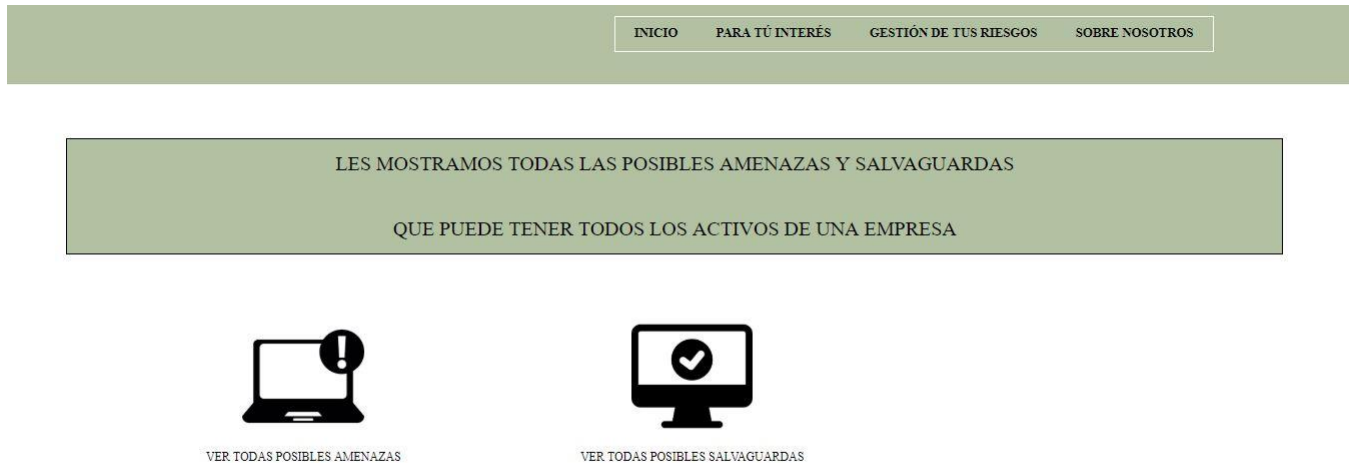 INICIO PARA TÚ INTERÉS GESTIÓN DE TUS RIESGOS SOBRE NOSOTROS
LES MOSTRAMOS TODAS LAS POSIBLES AMENAZAS Y SALVAGUARDAS
QUE PUEDE TENER TODOS LOS ACTIVOS DE UNA EMPRESA
VER TODAS POSIBLES AMENAZAS VER TODAS POSIBLES SALVAGUARDAS